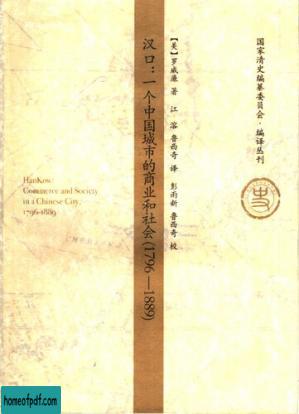 国家清史编纂委员会·编译丛刊
【美】罗威廉 著 江溶 鲁西奇 译 彭雨新 鲁西奇 校
汉口：一个中国城市的商业和社会(1796—1889)
HanKow:
Commerce and Society
in a Chinese City,
1796-1889
homeofpdf.com